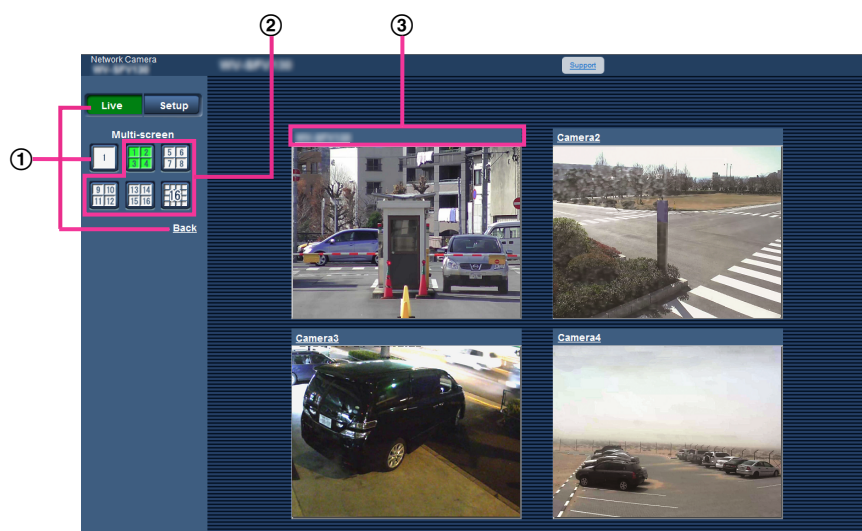 ② ③
Network Camera
Support
Live Setup
Multi-screen
①
1 1 2 5 6
3 4 7 8
9 10 13 14 16
11 12 15 16
Back
Camera2
Camera3 Camera4